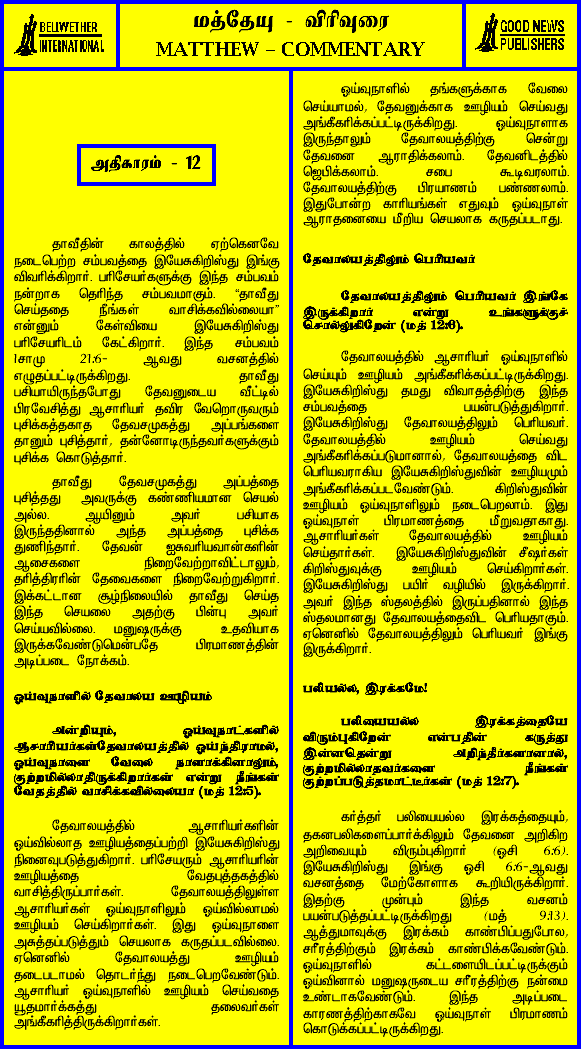 BELIWETHER
INTERNATIONAL
மத்தேயு - விரிவுரை
MATTHEW – COMMENTARY
GOOD NEWS
PUBLISHERS
அதிகாரம் - 12
தாவீதின் காலத்தில் ஏற்கெனவே
நடைபெற்ற சம்பவத்தை இயேசுகிறிஸ்து இங்கு
விவரிக்கிறார். பரிசேயர்களுக்கு இந்த சம்பவம்
நன்றாக தெரிந்த சம்பவமாகும். “தாவீது
செய்ததை நீங்கள் வாசிக்கவில்லையா”
என்னும் கேள்வியை இயேசுகிறிஸ்து
பரிசேயரிடம் கேட்கிறார். இந்த சம்பவம்
1சாமு 21:6- ஆவது வசனத்தில்
எழுதப்பட்டிருக்கிறது. தாவீது
பசியாயிருந்தபோது தேவனுடைய வீட்டில்
பிரவேசித்து ஆசாரியர் தவிர வேறொருவரும்
புசிக்கத்தகாத தேவசமுகத்து அப்பங்களை
தானும் புசித்தார், தன்னோடிருந்தவர்களுக்கும்
புசிக்க கொடுத்தார்.
தாவீது தேவசமுகத்து அப்பத்தை
புசித்தது அவருக்கு கண்ணியமான செயல்
அல்ல. ஆயினும் அவர் பசியாக
இருந்ததினால் அந்த அப்பத்தை புசிக்க
துணிந்தார். தேவன் ஐசுவரியவான்களின்
ஆசைகளை நிறைவேற்றாவிட்டாலும்,
தரித்திரரின் தேவைகளை நிறைவேற்றுகிறார்.
இக்கட்டான சூழ்நிலையில் தாவீது செய்த
இந்த செயலை அதற்கு பின்பு அவர்
செய்யவில்லை. மனுஷருக்கு உதவியாக
இருக்கவேண்டுமென்பதே பிரமாணத்தின்
அடிப்படை நோக்கம்.
ஓய்வுநாளில் தேவாலய ஊழியம்
அன்றியும், ஓய்வுநாட்களில்
ஆசாரியர்கள்தேவாலயத்தில் ஓய்ந்திராமல்,
ஓய்வுநாளை வேலை நாளாக்கினாலும்,
குற்றமில்லாதிருக்கிறார்கள் என்று நீங்கள்
வேதத்தில் வாசிக்கவில்லையா (மத் 12:5).
தேவாலயத்தில் ஆசாரியர்களின்
ஓய்வில்லாத ஊழியத்தைப்பற்றி இயேசுகிறிஸ்து
நினைவுபடுத்துகிறார். பரிசேயரும் ஆசாரியரின்
ஊழியத்தை வேதபுத்தகத்தில்
வாசித்திருப்பார்கள். தேவாலயத்திலுள்ள
ஆசாரியர்கள் ஓய்வுநாளிலும் ஓய்வில்லாமல்
ஊழியம் செய்கிறார்கள். இது ஓய்வுநாளை
அசுத்தப்படுத்தும் செயலாக கருதப்படவில்லை.
ஏனெனில் தேவாலயத்து ஊழியம்
தடைபடாமல் தொடர்ந்து நடைபெறவேண்டும்.
ஆசாரியர் ஓய்வுநாளில் ஊழியம் செய்வதை
யூதமார்க்கத்து தலைவர்கள்
அங்கீகரித்திருக்கிறார்கள்.
ஓய்வுநாளில் தங்களுக்காக வேலை
செய்யாமல், தேவனுக்காக ஊழியம் செய்வது
அங்கீகரிக்கப்பட்டிருக்கிறது. ஓய்வுநாளாக
இருந்தாலும் தேவாலயத்திற்கு சென்று
தேவனை ஆராதிக்கலாம். தேவனிடத்தில்
ஜெபிக்கலாம். சபை கூடிவரலாம்.
தேவாலயத்திற்கு பிரயாணம் பண்ணலாம்.
இதுபோன்ற காரியங்கள் எதுவும் ஓய்வுநாள்
ஆராதனையை மீறிய செயலாக கருதப்படாது.
தேவாலயத்திலும் பெரியவர்
தேவாலயத்திலும் பெரியவர் இங்கே
இருக்கிறார் என்று உங்களுக்குச்
சொல்லுகிறேன் (மத் 12:6).
தேவாலயத்தில் ஆசாரியர் ஓய்வுநாளில்
செய்யும் ஊழியம் அங்கீகரிக்கப்பட்டிருக்கிறது.
இயேசுகிறிஸ்து தமது விவாதத்திற்கு இந்த
சம்பவத்தை பயன்படுத்துகிறார்.
இயேசுகிறிஸ்து தேவாலயத்திலும் பெரியவர்.
தேவாலயத்தில் ஊழியம் செய்வது
அங்கீகரிக்கப்படுமானால், தேவாலயத்தை விட
பெரியவராகிய இயேசுகிறிஸ்துவின் ஊழியமும்
அங்கீகரிக்கப்படவேண்டும். கிறிஸ்துவின்
ஊழியம் ஓய்வுநாளிலும் நடைபெறலாம். இது
ஓய்வுநாள் பிரமாணத்தை மீறுவதாகாது.
ஆசாரியர்கள் தேவாலயத்தில் ஊழியம்
செய்தார்கள். இயேசுகிறிஸ்துவின் சீஷர்கள்
கிறிஸ்துவுக்கு ஊழியம் செய்கிறார்கள்.
இயேசுகிறிஸ்து பயிர் வழியில் இருக்கிறார்.
அவர் இந்த ஸ்தலத்தில் இருப்பதினால் இந்த
ஸ்தலமானது தேவாலயத்தைவிட பெரியதாகும்.
ஏனெனில் தேவாலயத்திலும் பெரியவர் இங்கு
இருக்கிறார்.
பலியல்ல, இரக்கமே!
பலியையல்ல இரக்கத்தையே
விரும்புகிறேன் என்பதின் கருத்து
இன்னதென்று அறிந்தீர்களானால்,
குற்றமில்லாதவர்களை நீங்கள்
குற்றப்படுத்தமாட்டீர்கள் (மத் 12:7).
கர்த்தர் பலியையல்ல இரக்கத்தையும்,
தகனபலிகளைப்பார்க்கிலும் தேவனை அறிகிற
அறிவையும் விரும்புகிறார் (ஓசி 6:6).
இயேசுகிறிஸ்து இங்கு ஓசி 6:6-ஆவது
வசனத்தை மேற்கோளாக கூறியிருக்கிறார்.
இதற்கு முன்பும் இந்த வசனம்
பயன்படுத்தப்பட்டிருக்கிறது (மத் 9:13).
ஆத்துமாவுக்கு இரக்கம் காண்பிப்பதுபோல,
சரீரத்திற்கும் இரக்கம் காண்பிக்கவேண்டும்.
ஓய்வுநாளில் கட்டளையிடப்பட்டிருக்கும்
ஓய்வினால் மனுஷருடைய சரீரத்திற்கு நன்மை
உண்டாகவேண்டும். இந்த அடிப்படை
காரணத்திற்காகவே ஓய்வுநாள் பிரமாணம்
கொடுக்கப்பட்டிருக்கிறது.